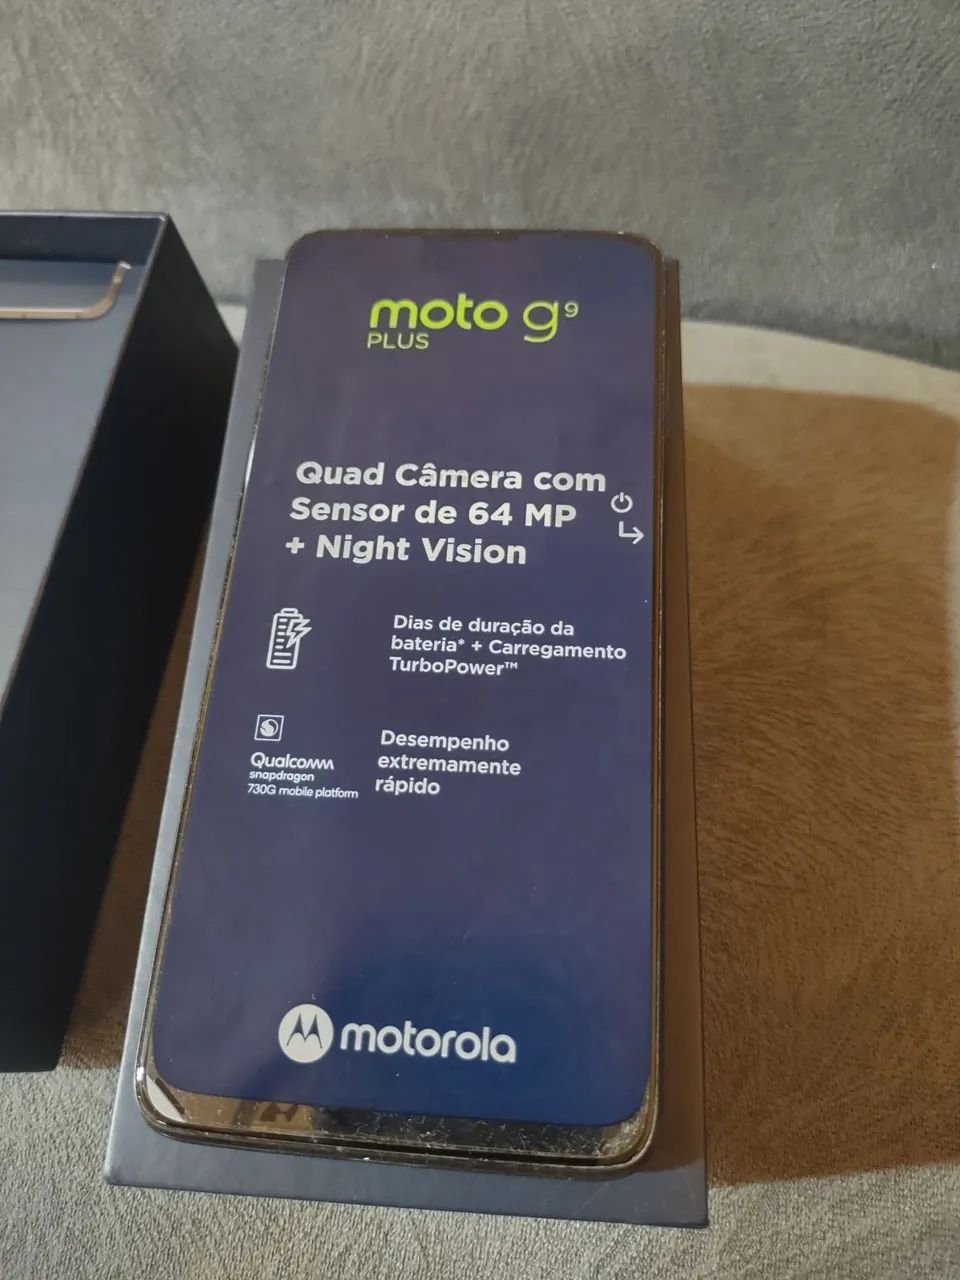 moto g⁹
PLUS
Quad Câmera com
Sensor de 64 MP
+ Night Vision
Dias de duração da
bateria* + Carregamento
TurboPower™
Qualcomm
snapdragon
730G mobile platform
Desempenho
extremamente
rápido
motorola